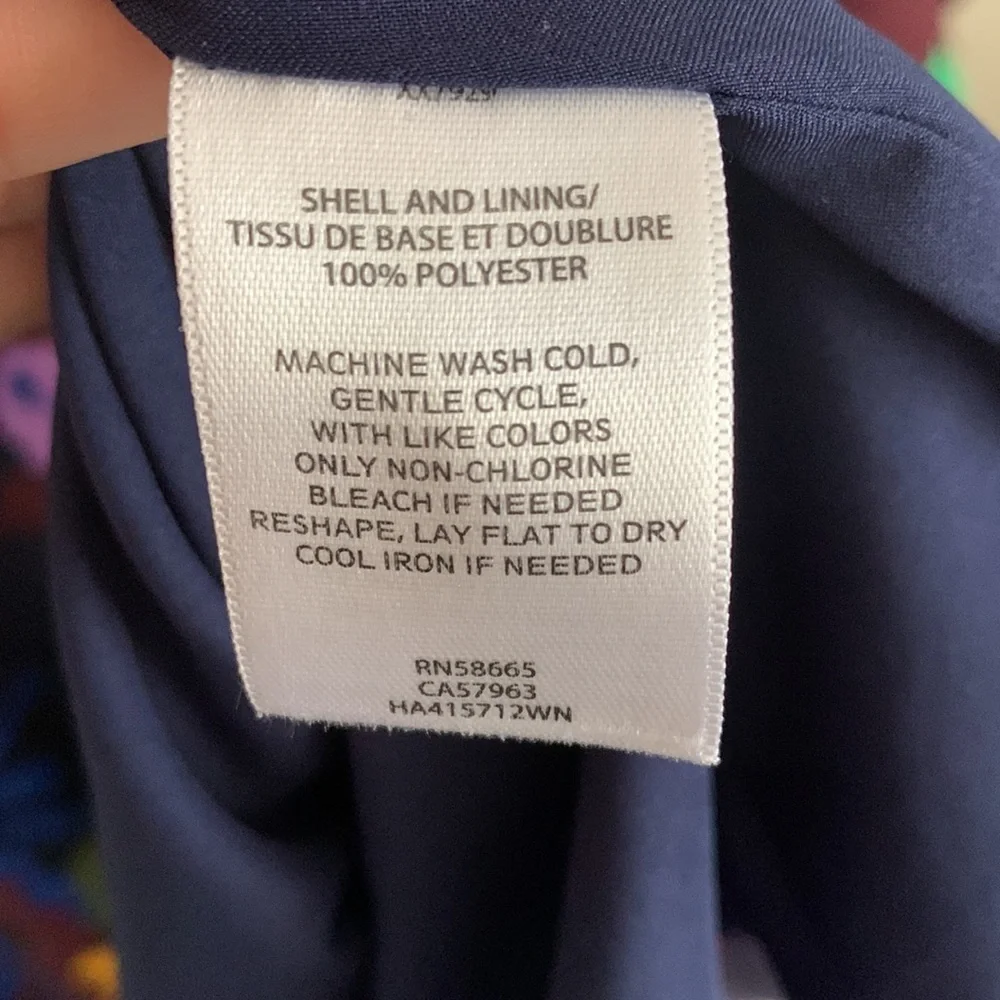 SHELL AND LINING/
TISSU DE BASE ET DOUBLURE
100% POLYESTER
MACHINE WASH COLD,
GENTLE CYCLE,
WITH LIKE COLORS
ONLY NON-CHLORINE
BLEACH IF NEEDED
RESHAPE, LAY FLAT TO DRY
COOL IRON IF NEEDED
RN58665
CA57963
HA415712WN